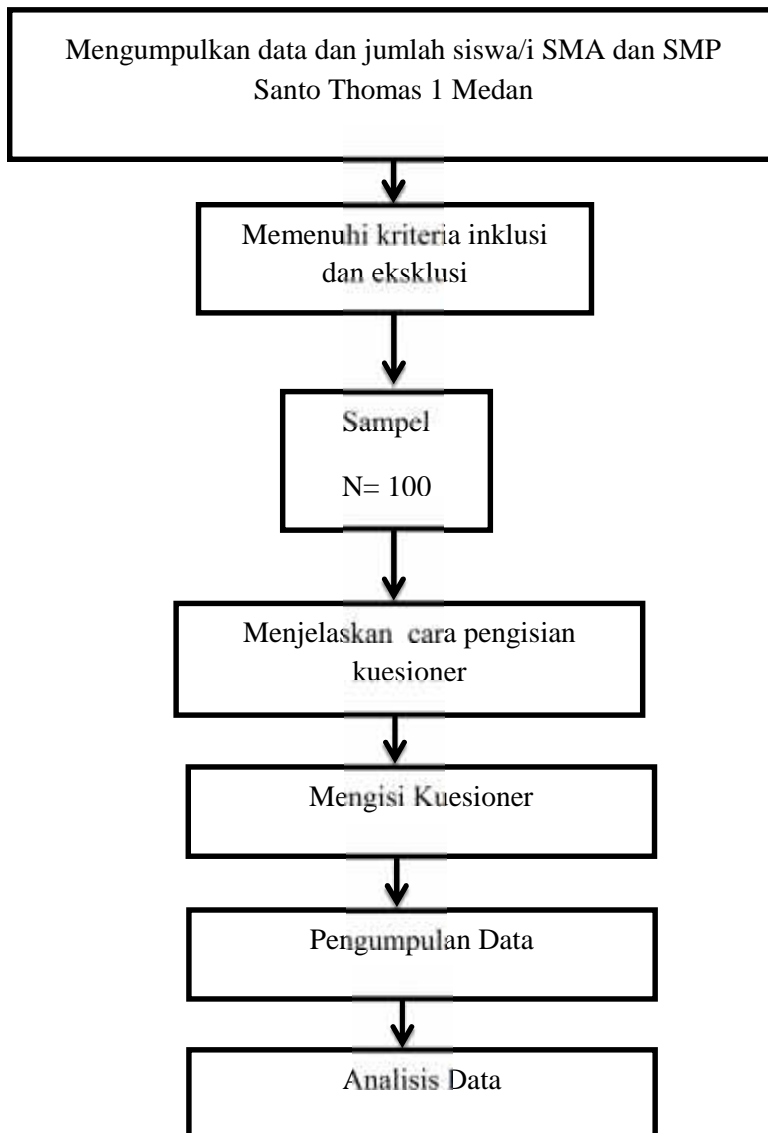 Mengumpulkan data dan jumlah siswa/i SMA dan SMP
Santo Thomas 1 Medan
Memenuhi kriteria inklusi
dan eksklusi
Sampel
N= 100
Menjelaskan cara pengisian
kuesioner
Mengisi Kuesioner
Pengumpulan Data
Analisis Data